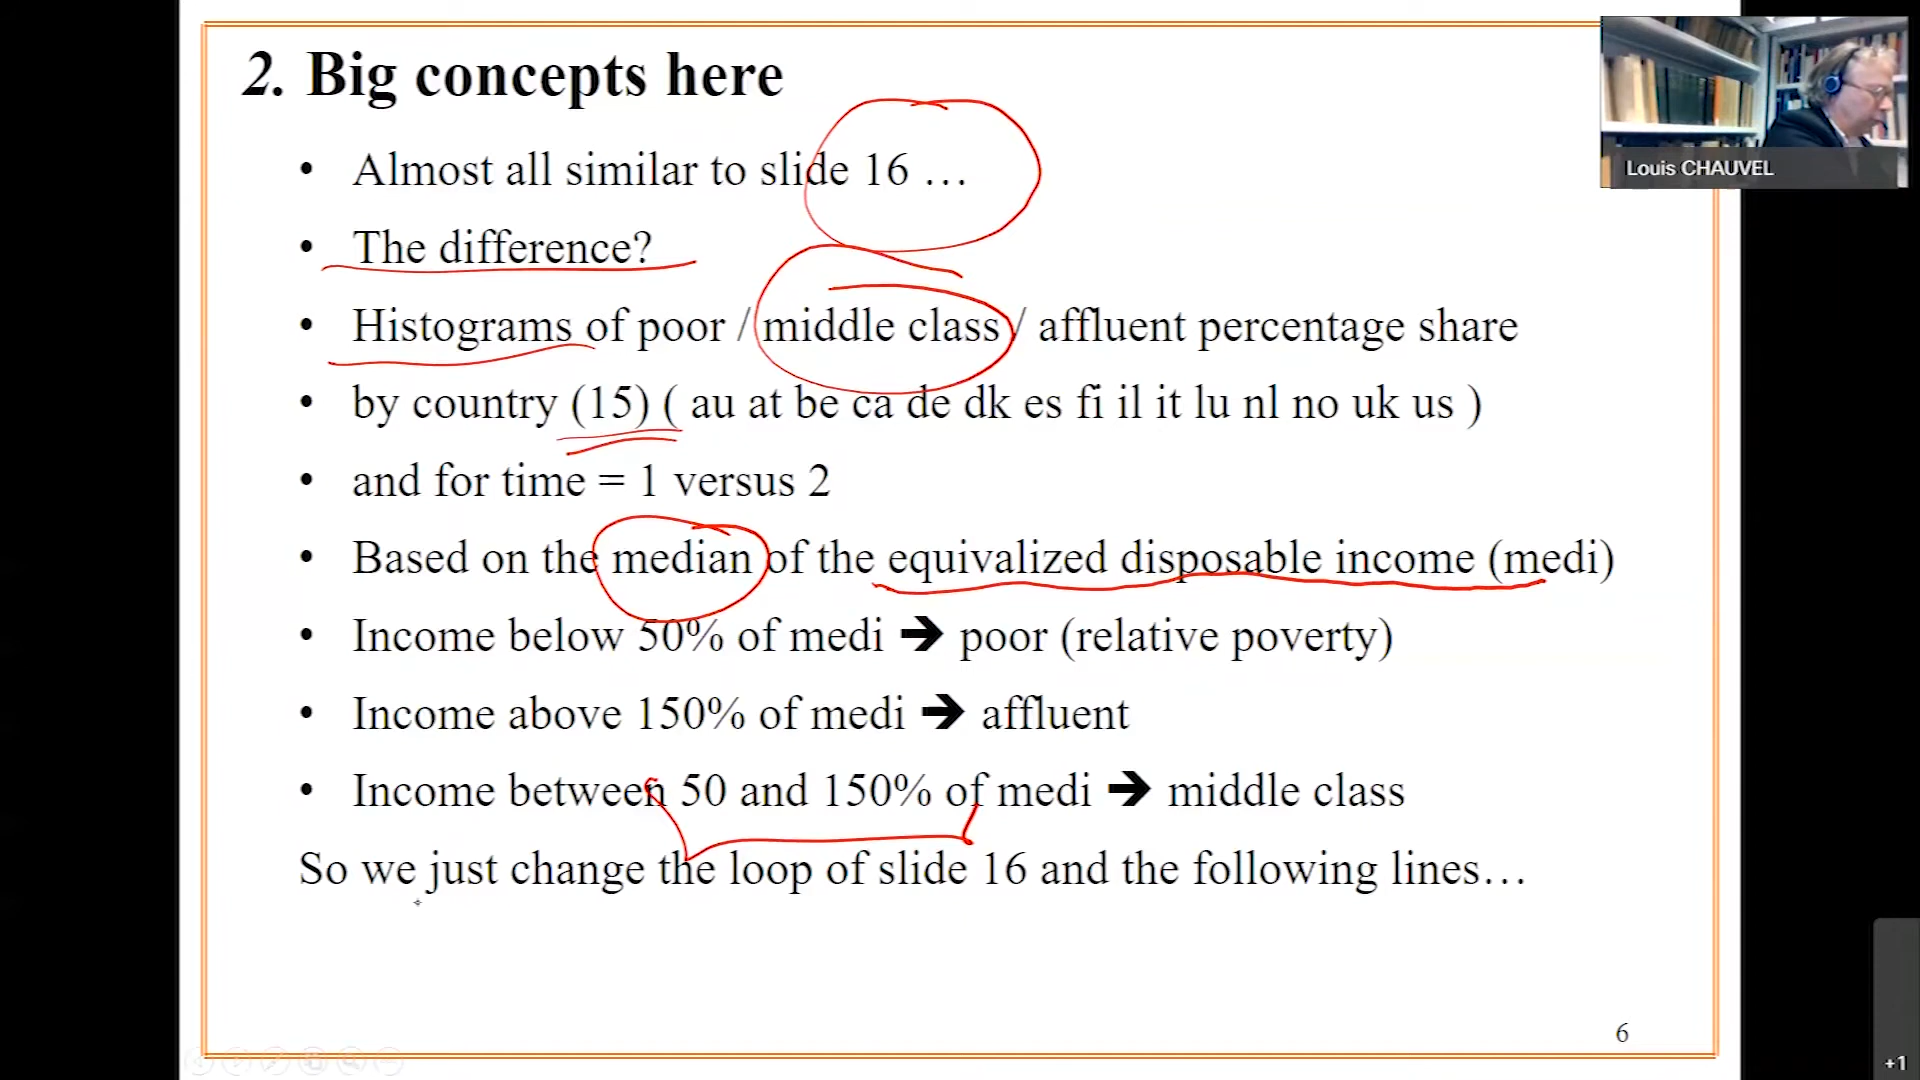 2. Big concepts here
• Almost all similar to slide 16 …
• The difference?
• Histograms of poor / middle class / affluent percentage share
• by country (15) ( au at be ca de dk es fi il it lu nl no uk us )
• and for time = 1 versus 2
• Based on the median of the equivalized disposable income (medi)
• Income below 50% of medi ➔ poor (relative poverty)
• Income above 150% of medi ➔ affluent
• Income between 50 and 150% of medi ➔ middle class
So we just change the loop of slide 16 and the following lines…
6
Louis CHAUVEL
+1